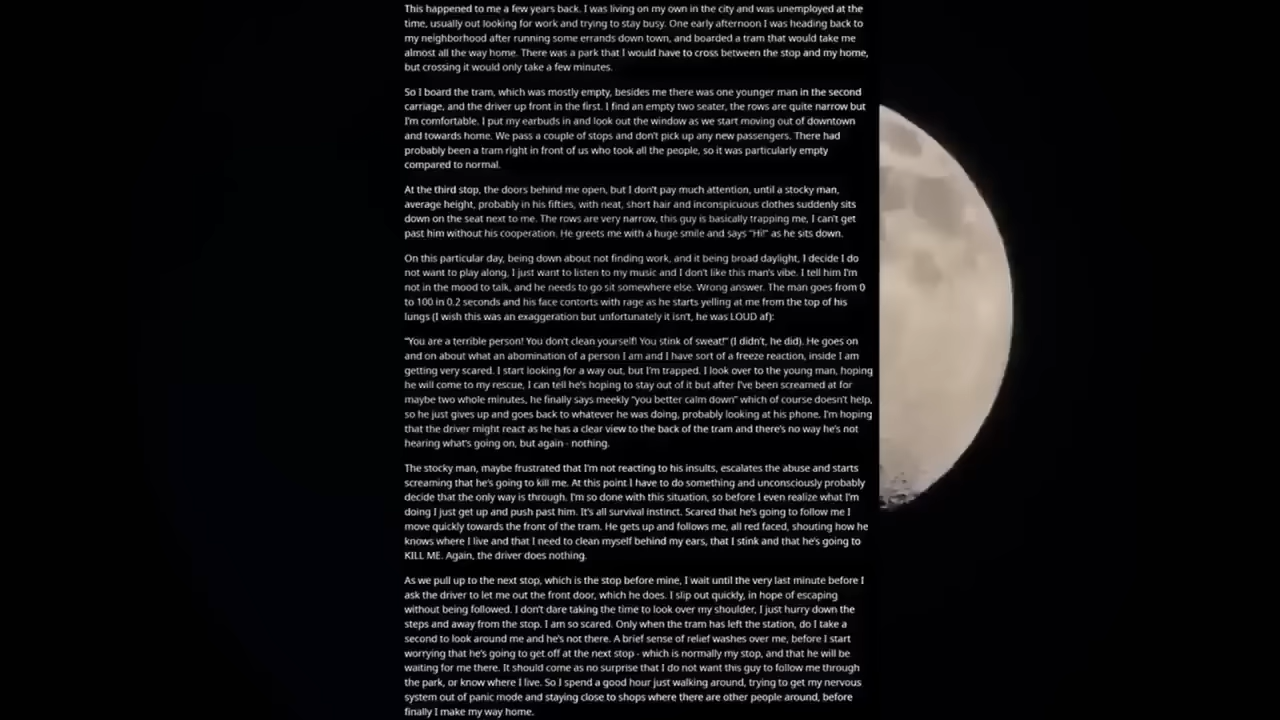 This happened to me a few years back. I was living on my own in the city and was unemployed at the
time, usually out looking for work and trying to stay busy. One early afternoon I was heading back to
my neighborhood after running some errands down town, and boarded a tram that would take me
almost all the way home. There was a park that I would have to cross between the stop and my home,
but crossing it would only take a few minutes.
So I board the tram, which was mostly empty, besides me there was one younger man in the second
carriage, and the driver up front in the first. I find an empty two seater, the rows are quite narrow but
I'm comfortable. I put my earbuds in and look out the window as we start moving out of downtown
and towards home. We pass a couple of stops and don't pick up any new passengers. There had
probably been a tram right in front of us who took all the people, so it was particularly empty
compared to normal.
At the third stop, the doors behind me open, but I don't pay much attention, until a stocky man,
average height, probably in his fifties, with neat, short hair and inconspicuous clothes suddenly sits
down on the seat next to me. The rows are very narrow, this guy is basically trapping me, I can't get
past him without his cooperation. He greets me with a huge smile and says "Hi!" as he sits down.
On this particular day, being down about not finding work, and it being broad daylight, I decide I do
not want to play along, I just want to listen to my music and I don't like this man's vibe. I tell him I'm
not in the mood to talk, and he needs to go sit somewhere else. Wrong answer. The man goes from 0
to 100 in 0.2 seconds and his face contorts with rage as he starts yelling at me from the top of his
lungs (I wish this was an exaggeration but unfortunately it isn't, he was LOUD af):
"You are a terrible person! You don't clean yourself! You stink of sweat!" (I didn't, he did). He goes on
and on about what an abomination of a person I am and I have sort of a freeze reaction, inside I am
getting very scared. I start looking for a way out, but I'm trapped. I look over to the young man, hoping
he will come to my rescue, I can tell he's hoping to stay out of it but after I've been screamed at for
maybe two whole minutes, he finally says meekly "you better calm down" which of course doesn't help,
so he just gives up and goes back to whatever he was doing, probably looking at his phone. I'm hoping
that the driver might react as he has a clear view to the back of the tram and there's no way he's not
hearing what's going on, but again - nothing.
The stocky man, maybe frustrated that I'm not reacting to his insults, escalates the abuse and starts
screaming that he's going to kill me. At this point I have to do something and unconsciously probably
decide that the only way is through. I'm so done with this situation, so before I even realize what I'm
doing I just get up and push past him. It's all survival instinct. Scared that he's going to follow me I
move quickly towards the front of the tram. He gets up and follows me, all red faced, shouting how he
knows where I live and that I need to clean myself behind my ears, that I stink and that he's going to
KILL ME. Again, the driver does nothing.
As we pull up to the next stop, which is the stop before mine, I wait until the very last minute before I
ask the driver to let me out the front door, which he does. I slip out quickly, in hope of escaping
without being followed. I don't dare taking the time to look over my shoulder, I just hurry down the
steps and away from the stop. I am so scared. Only when the tram has left the station, do I take a
second to look around me and he's not there. A brief sense of relief washes over me, before I start
worrying that he's going to get off at the next stop - which is normally my stop, and that he will be
waiting for me there. It should come as no surprise that I do not want this guy to follow me through
the park, or know where I live. So I spend a good hour just walking around, trying to get my nervous
system out of panic mode and staying close to shops where there are other people around, before
finally I make my way home.